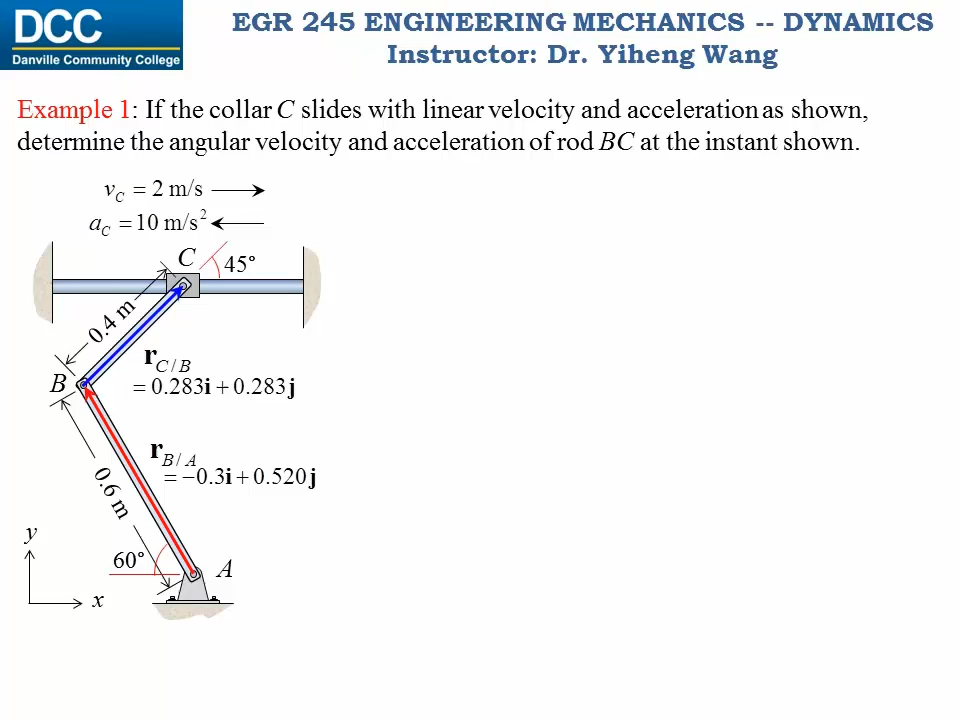 DCC
Danville Community College
EGR 245 ENGINEERING MECHANICS -- DYNAMICS
Instructor: Dr. Yiheng Wang
Example 1: If the collar C slides with linear velocity and acceleration as shown,
determine the angular velocity and acceleration of rod BC at the instant shown.
v_C = 2 m/s
a_C = 10 m/s²
C
45°
0.4 m
r_{C/B}
= 0.283i + 0.283j
B
r_{B/A}
= −0.3i + 0.520j
0.6 m
y
60°
A
x